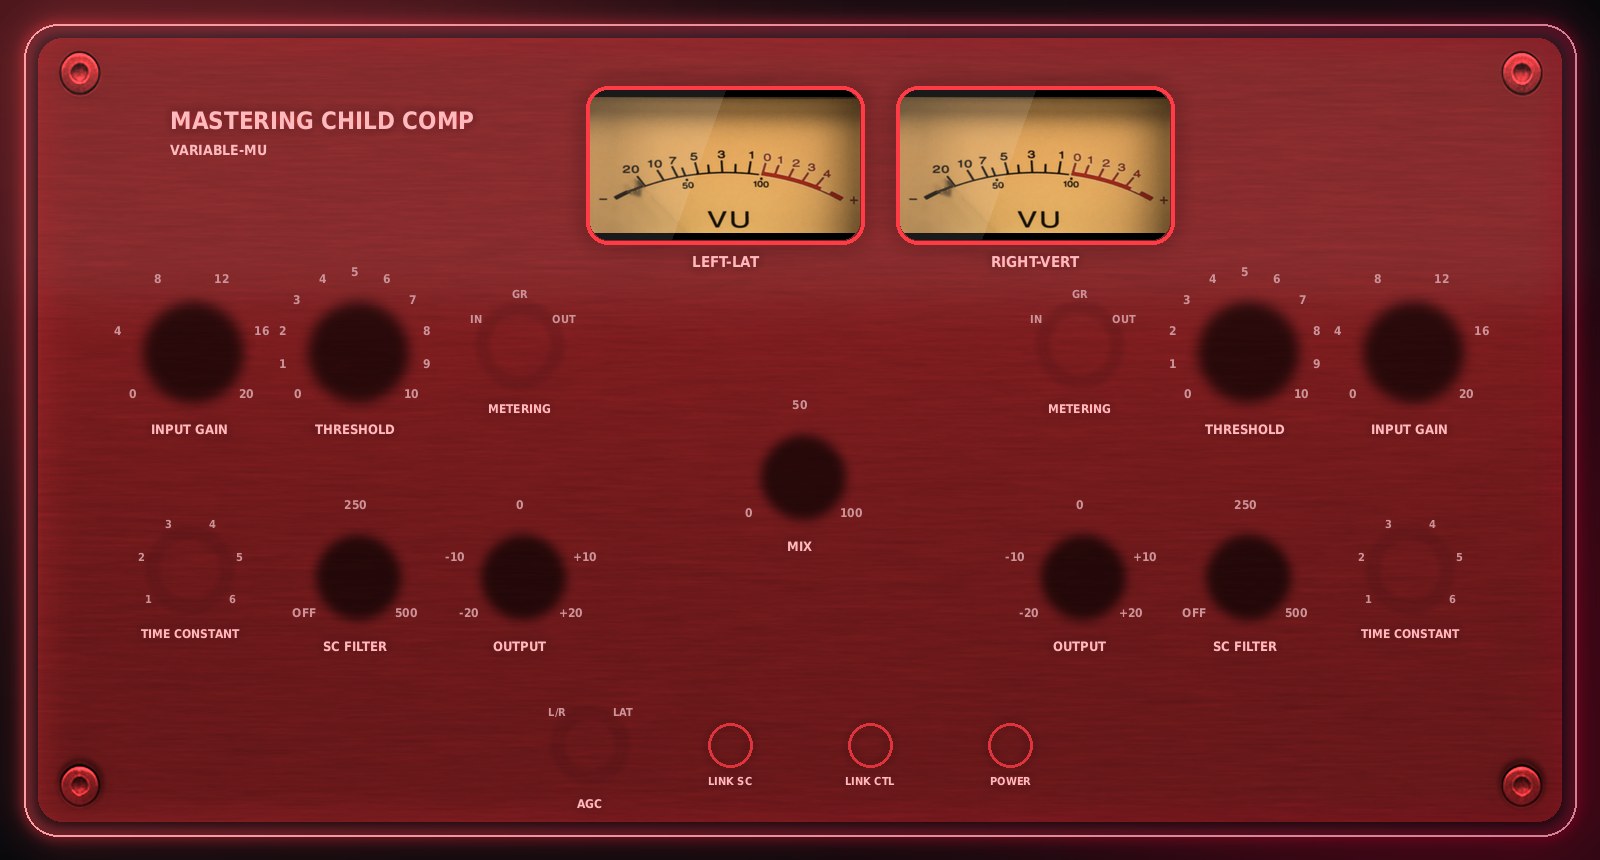 MASTERING CHILD COMP
VARIABLE-MU
20 10 7 5 3 1 0 1 2 3 4
- 50 100 +
VU
LEFT-LAT
20 10 7 5 3 1 0 1 2 3 4
- 50 100 +
VU
RIGHT-VERT
0 4 8 12 16 20
INPUT GAIN
0 1 2 3 4 5 6 7 8 9 10
THRESHOLD
IN GR OUT
METERING
IN GR OUT
METERING
0 1 2 3 4 5 6 7 8 9 10
THRESHOLD
0 4 8 12 16 20
INPUT GAIN
0 50 100
MIX
1 2 3 4 5 6
TIME CONSTANT
OFF 250 500
SC FILTER
-20 -10 0 +10 +20
OUTPUT
-20 -10 0 +10 +20
OUTPUT
OFF 250 500
SC FILTER
1 2 3 4 5 6
TIME CONSTANT
L/R LAT
AGC
LINK SC
LINK CTL
POWER